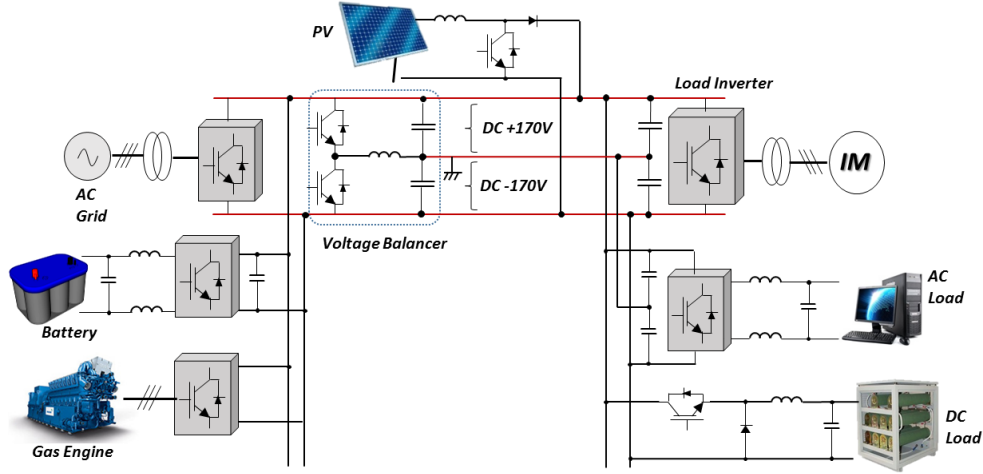 PV
Load Inverter
DC +170V
DC -170V
IM
AC
Grid
Voltage Balancer
Battery
AC
Load
Gas Engine
DC
Load